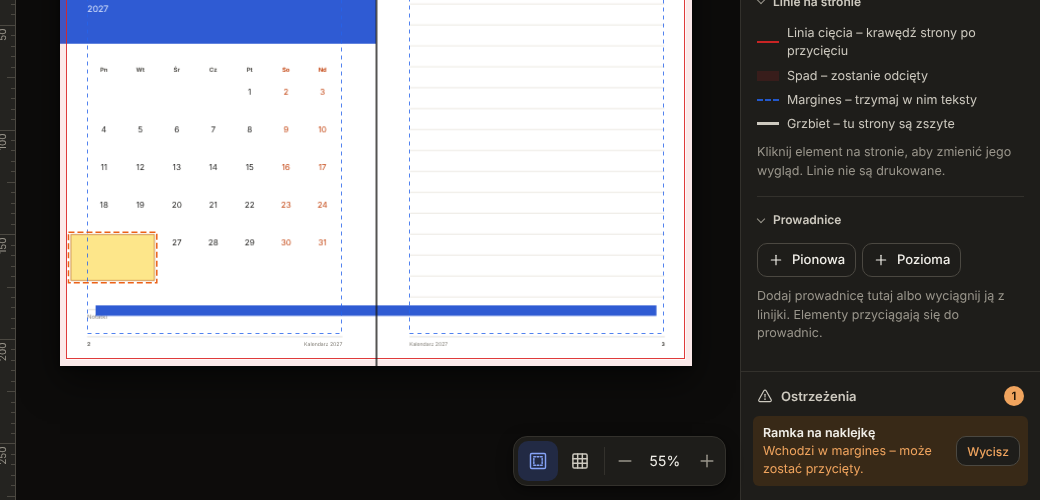 2027
Pn Wt Śr Cz Pt So Nd
1 2 3
4 5 6 7 8 9 10
11 12 13 14 15 16 17
18 19 20 21 22 23 24
27 28 29 30 31
2 Kalendarz 2027
Kalendarz 2027 3
50
100
150
200
250
55%
Linie na stronie
Linia cięcia – krawędź strony po
przycięciu
Spad – zostanie odcięty
Margines – trzymaj w nim teksty
Grzbiet – tu strony są zszyte
Kliknij element na stronie, aby zmienić jego
wygląd. Linie nie są drukowane.
Prowadnice
Pionowa
Pozioma
Dodaj prowadnicę tutaj albo wyciągnij ją z
linijki. Elementy przyciągają się do
prowadnic.
Ostrzeżenia 1
Ramka na naklejkę
Wchodzi w margines – może
zostać przycięty.
Wycisz